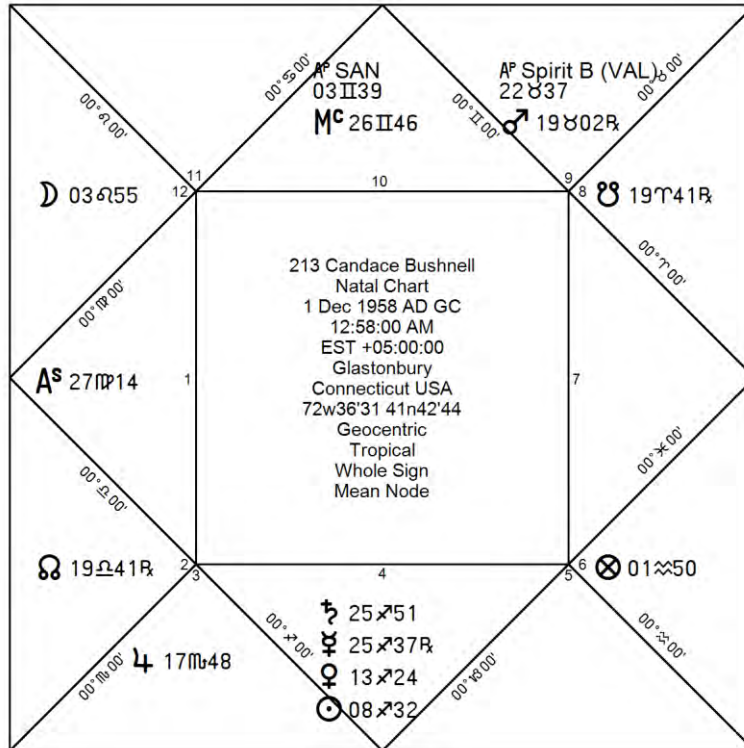 AP SAN
03♊39
MC 26♊46
AP Spirit B (VAL)
22♉37
♂ 19♉02℞
00°♋00'
00°♊00'
00°♉00'
00°♌00'
☽ 03♌55
11
12
10
9
8
☋ 19♈41℞
00°♈00'
00°♍00'
213 Candace Bushnell
Natal Chart
1 Dec 1958 AD GC
12:58:00 AM
EST +05:00:00
Glastonbury
Connecticut USA
72w36'31 41n42'44
Geocentric
Tropical
Whole Sign
Mean Node
AS 27♍14
1
7
00°♎00'
00°♓00'
☊ 19♎41℞
2
3
4
5
6
⊗ 01♒50
00°♏00'
♃ 17♏48
00°♐00'
♄ 25♐51
☿ 25♐37℞
♀ 13♐24
☉ 08♐32
00°♑00'
00°♒00'